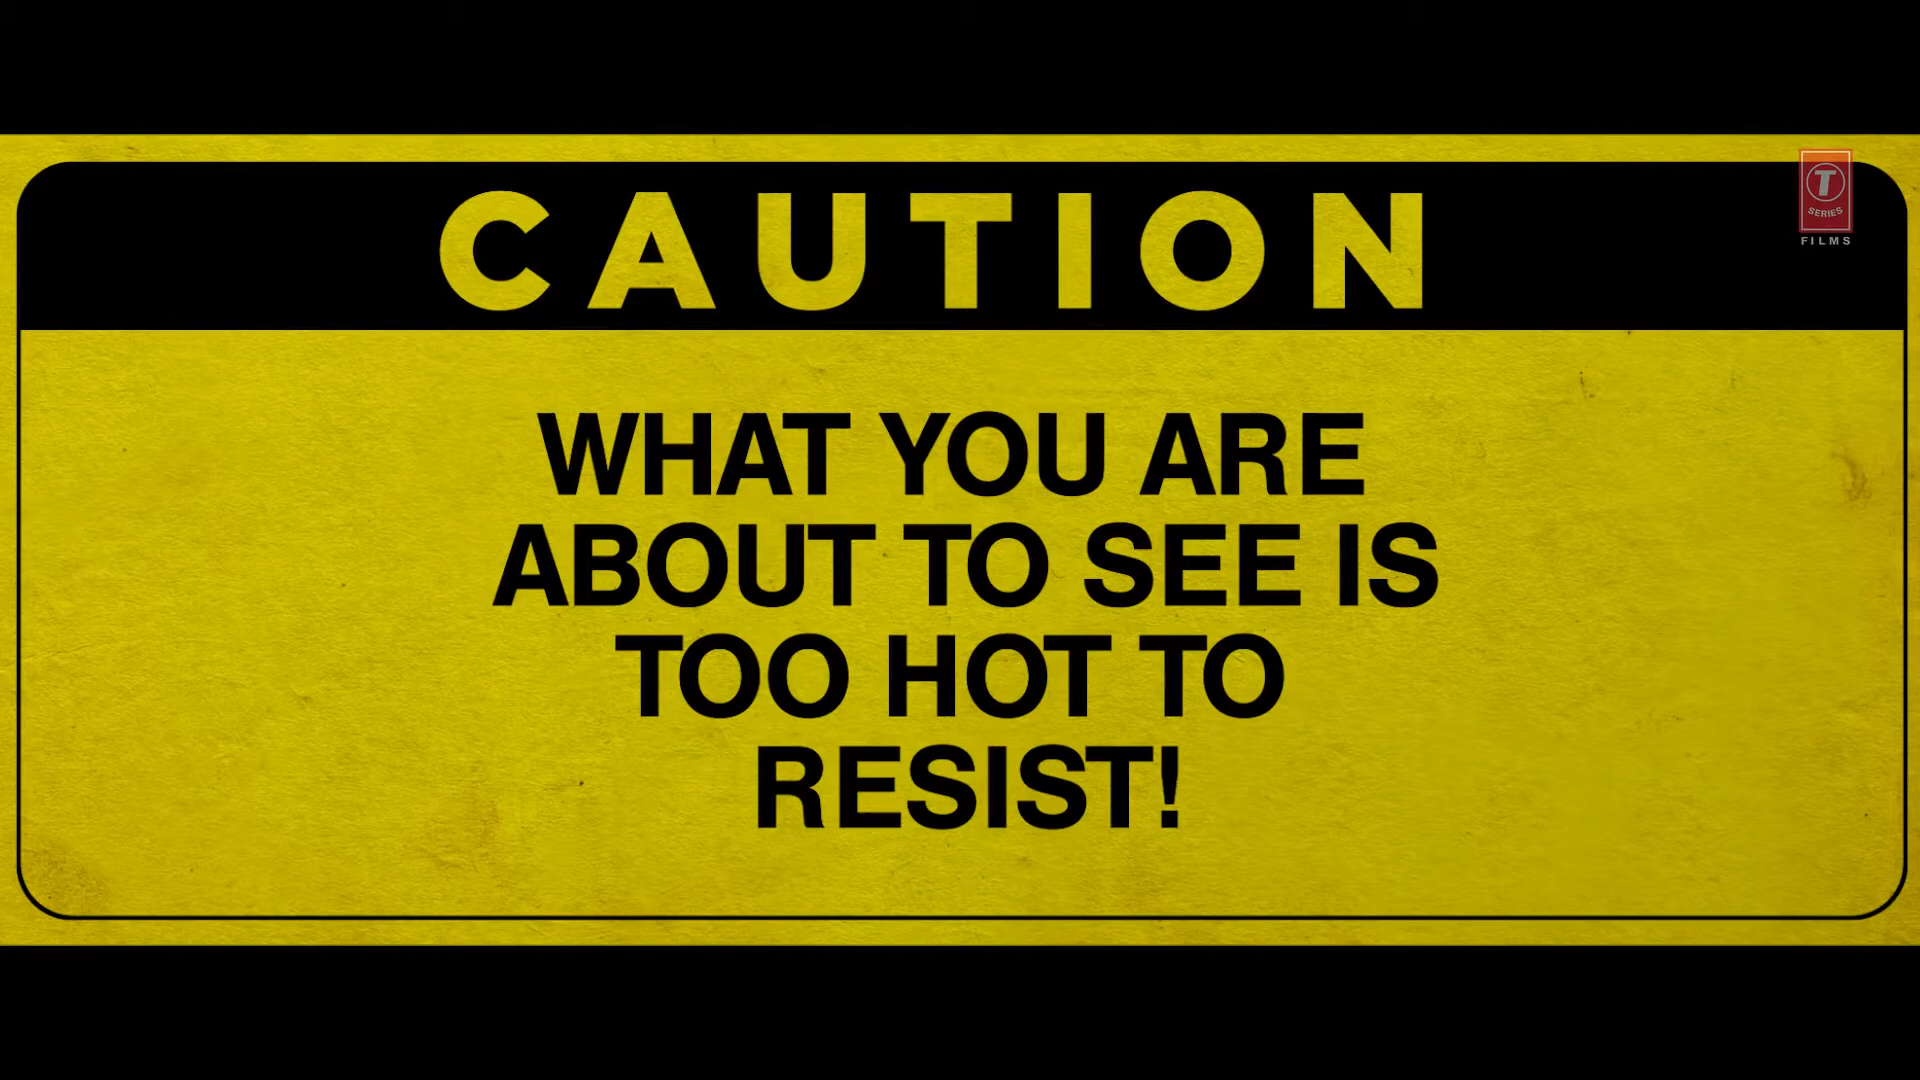 CAUTION
T
SERIES
FILMS
WHAT YOU ARE
ABOUT TO SEE IS
TOO HOT TO
RESIST!